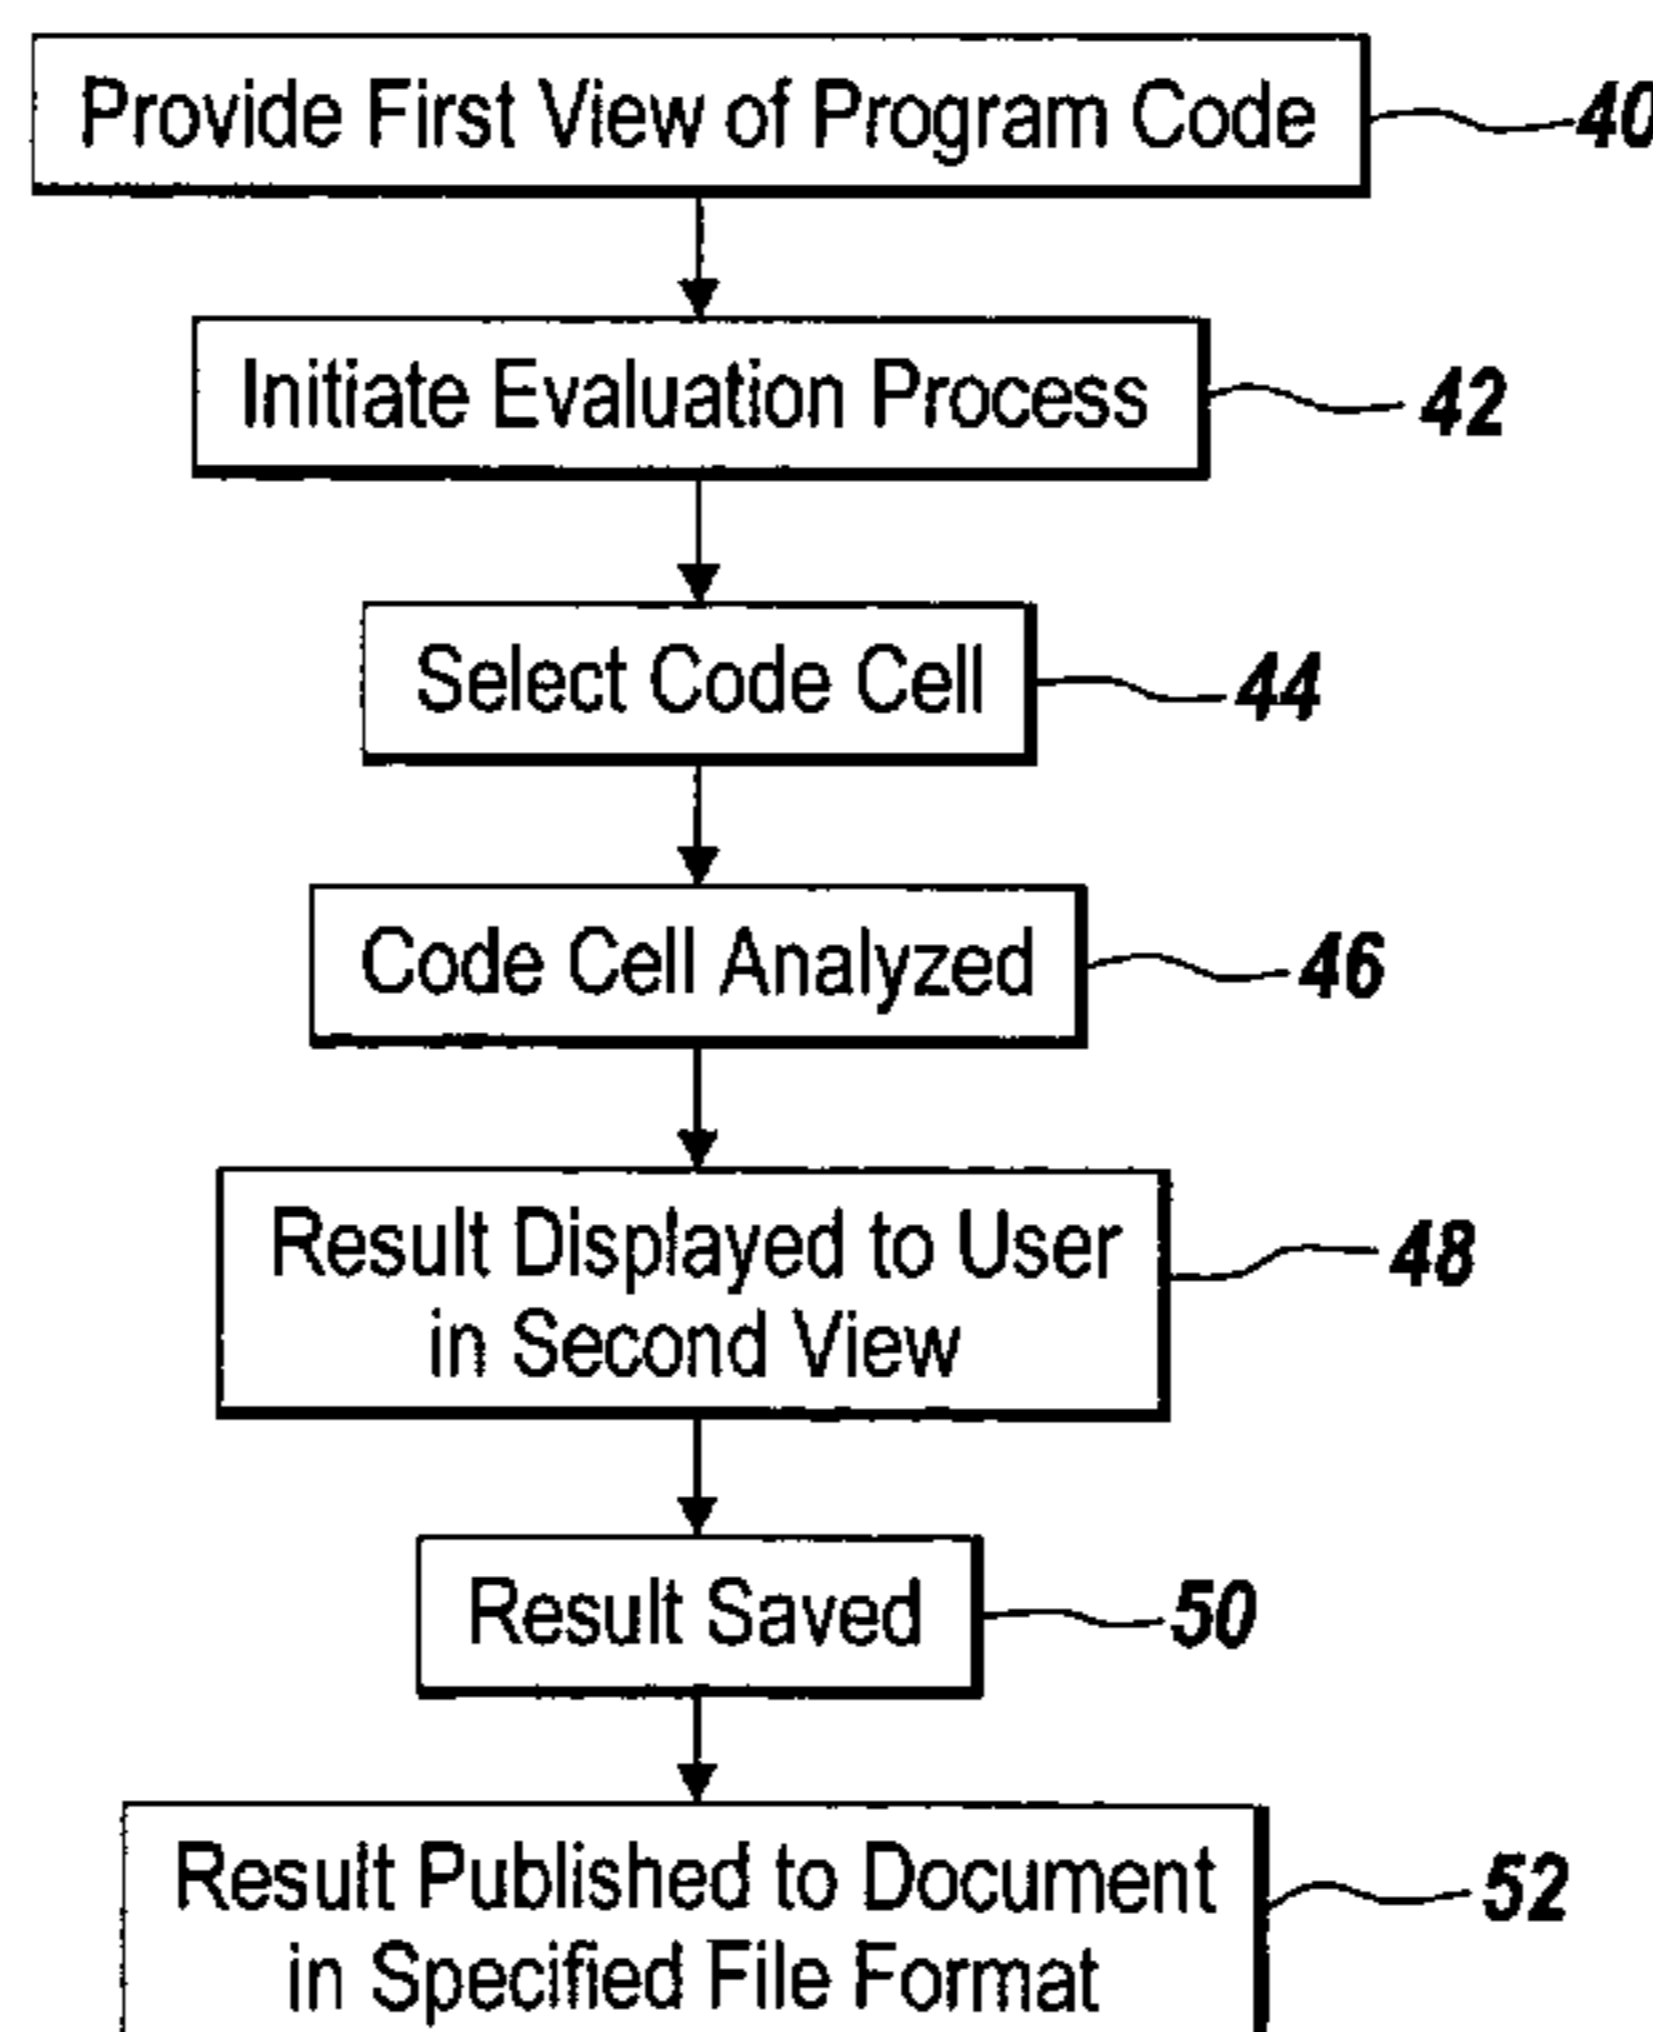 Provide First View of Program Code
40
Initiate Evaluation Process
42
Select Code Cell
44
Code Cell Analyzed
46
Result Displayed to User
in Second View
48
Result Saved
50
Result Published to Document
in Specified File Format
52